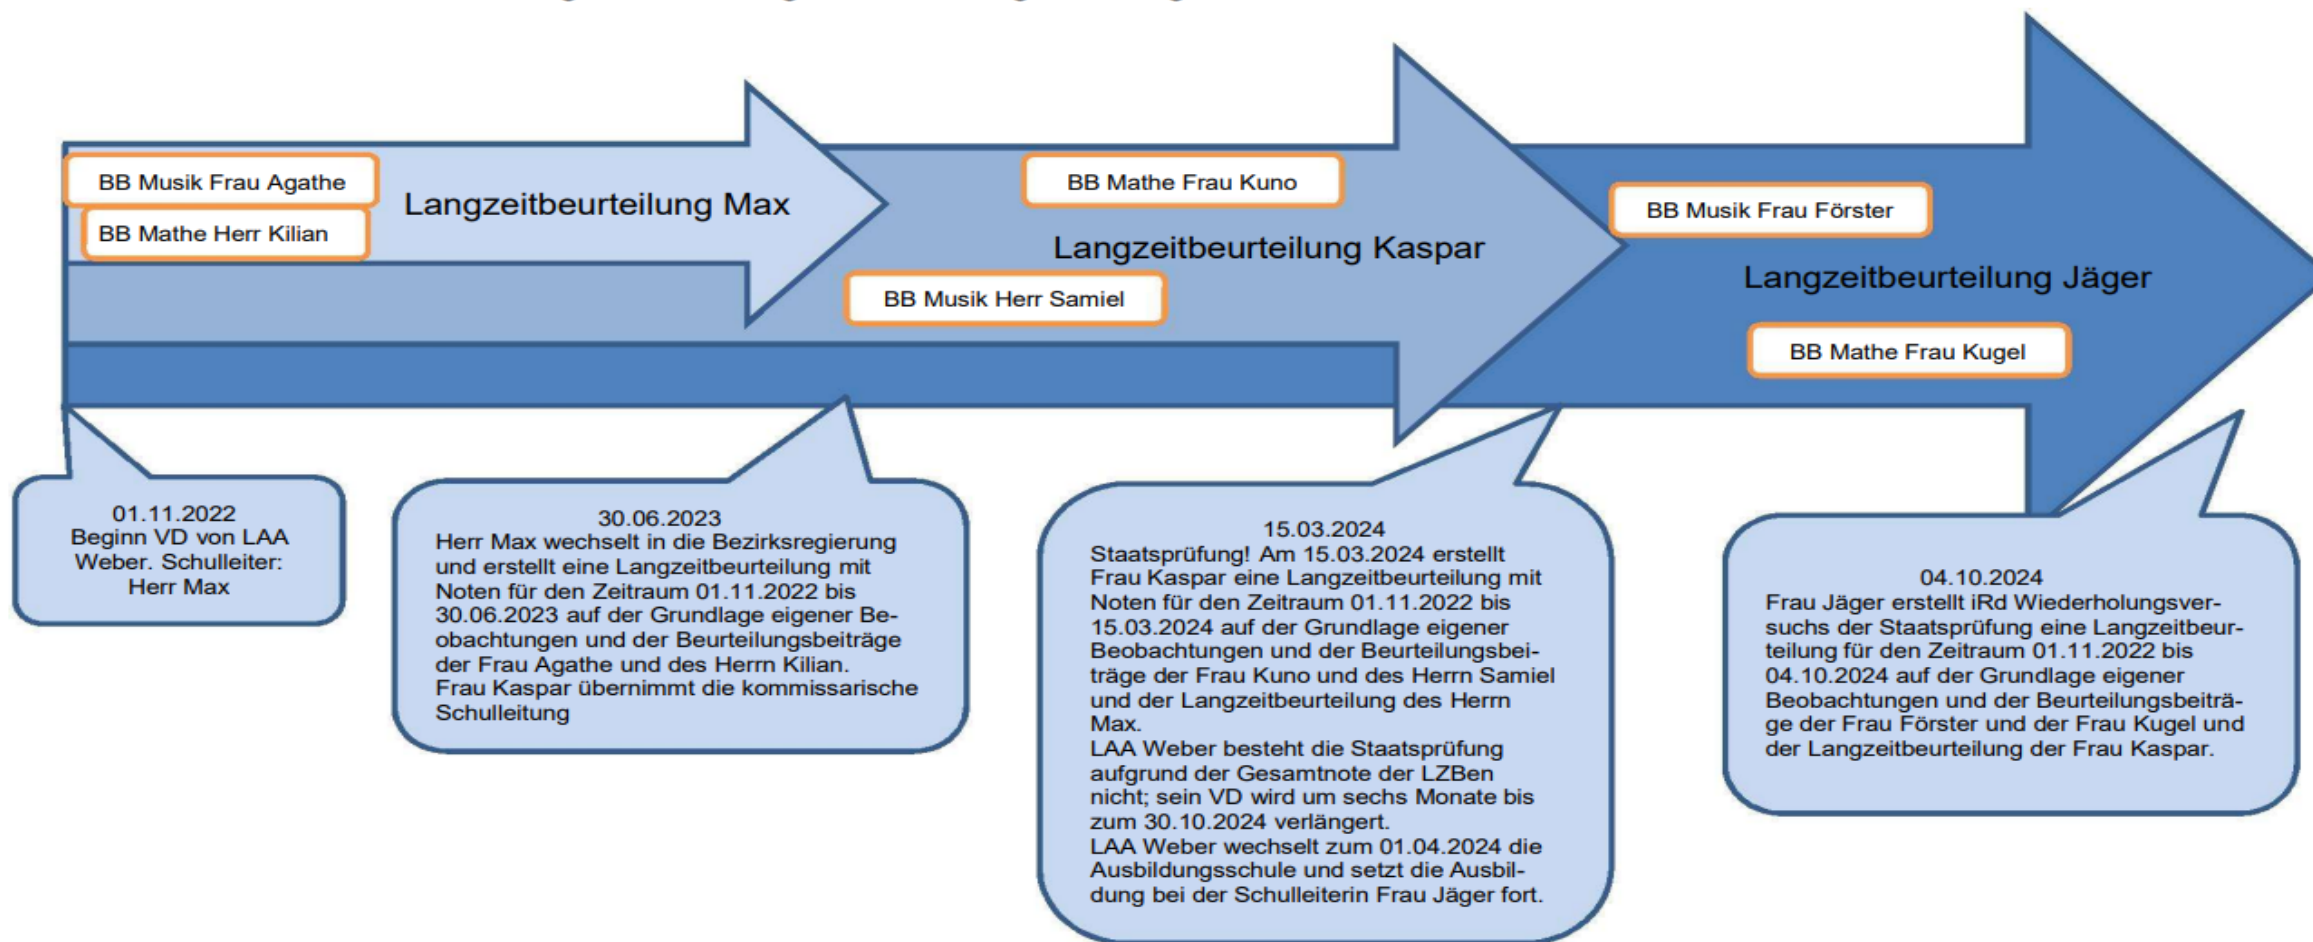 BB Musik Frau Agathe
BB Mathe Herr Kilian
Langzeitbeurteilung Max
BB Mathe Frau Kuno
Langzeitbeurteilung Kaspar
BB Musik Herr Samiel
BB Musik Frau Förster
Langzeitbeurteilung Jäger
BB Mathe Frau Kugel
01.11.2022
Beginn VD von LAA
Weber. Schulleiter:
Herr Max
30.06.2023
Herr Max wechselt in die Bezirksregierung
und erstellt eine Langzeitbeurteilung mit
Noten für den Zeitraum 01.11.2022 bis
30.06.2023 auf der Grundlage eigener Be-
obachtungen und der Beurteilungsbeiträge
der Frau Agathe und des Herrn Kilian.
Frau Kaspar übernimmt die kommissarische
Schulleitung
15.03.2024
Staatsprüfung! Am 15.03.2024 erstellt
Frau Kaspar eine Langzeitbeurteilung mit
Noten für den Zeitraum 01.11.2022 bis
15.03.2024 auf der Grundlage eigener
Beobachtungen und der Beurteilungsbei-
träge der Frau Kuno und des Herrn Samiel
und der Langzeitbeurteilung des Herrn
Max.
LAA Weber besteht die Staatsprüfung
aufgrund der Gesamtnote der LZBen
nicht; sein VD wird um sechs Monate bis
zum 30.10.2024 verlängert.
LAA Weber wechselt zum 01.04.2024 die
Ausbildungsschule und setzt die Ausbil-
dung bei der Schulleiterin Frau Jäger fort.
04.10.2024
Frau Jäger erstellt iRd Wiederholungsver-
suchs der Staatsprüfung eine Langzeitbeur-
teilung für den Zeitraum 01.11.2022 bis
04.10.2024 auf der Grundlage eigener
Beobachtungen und der Beurteilungsbeiträ-
ge der Frau Förster und der Frau Kugel und
der Langzeitbeurteilung der Frau Kaspar.